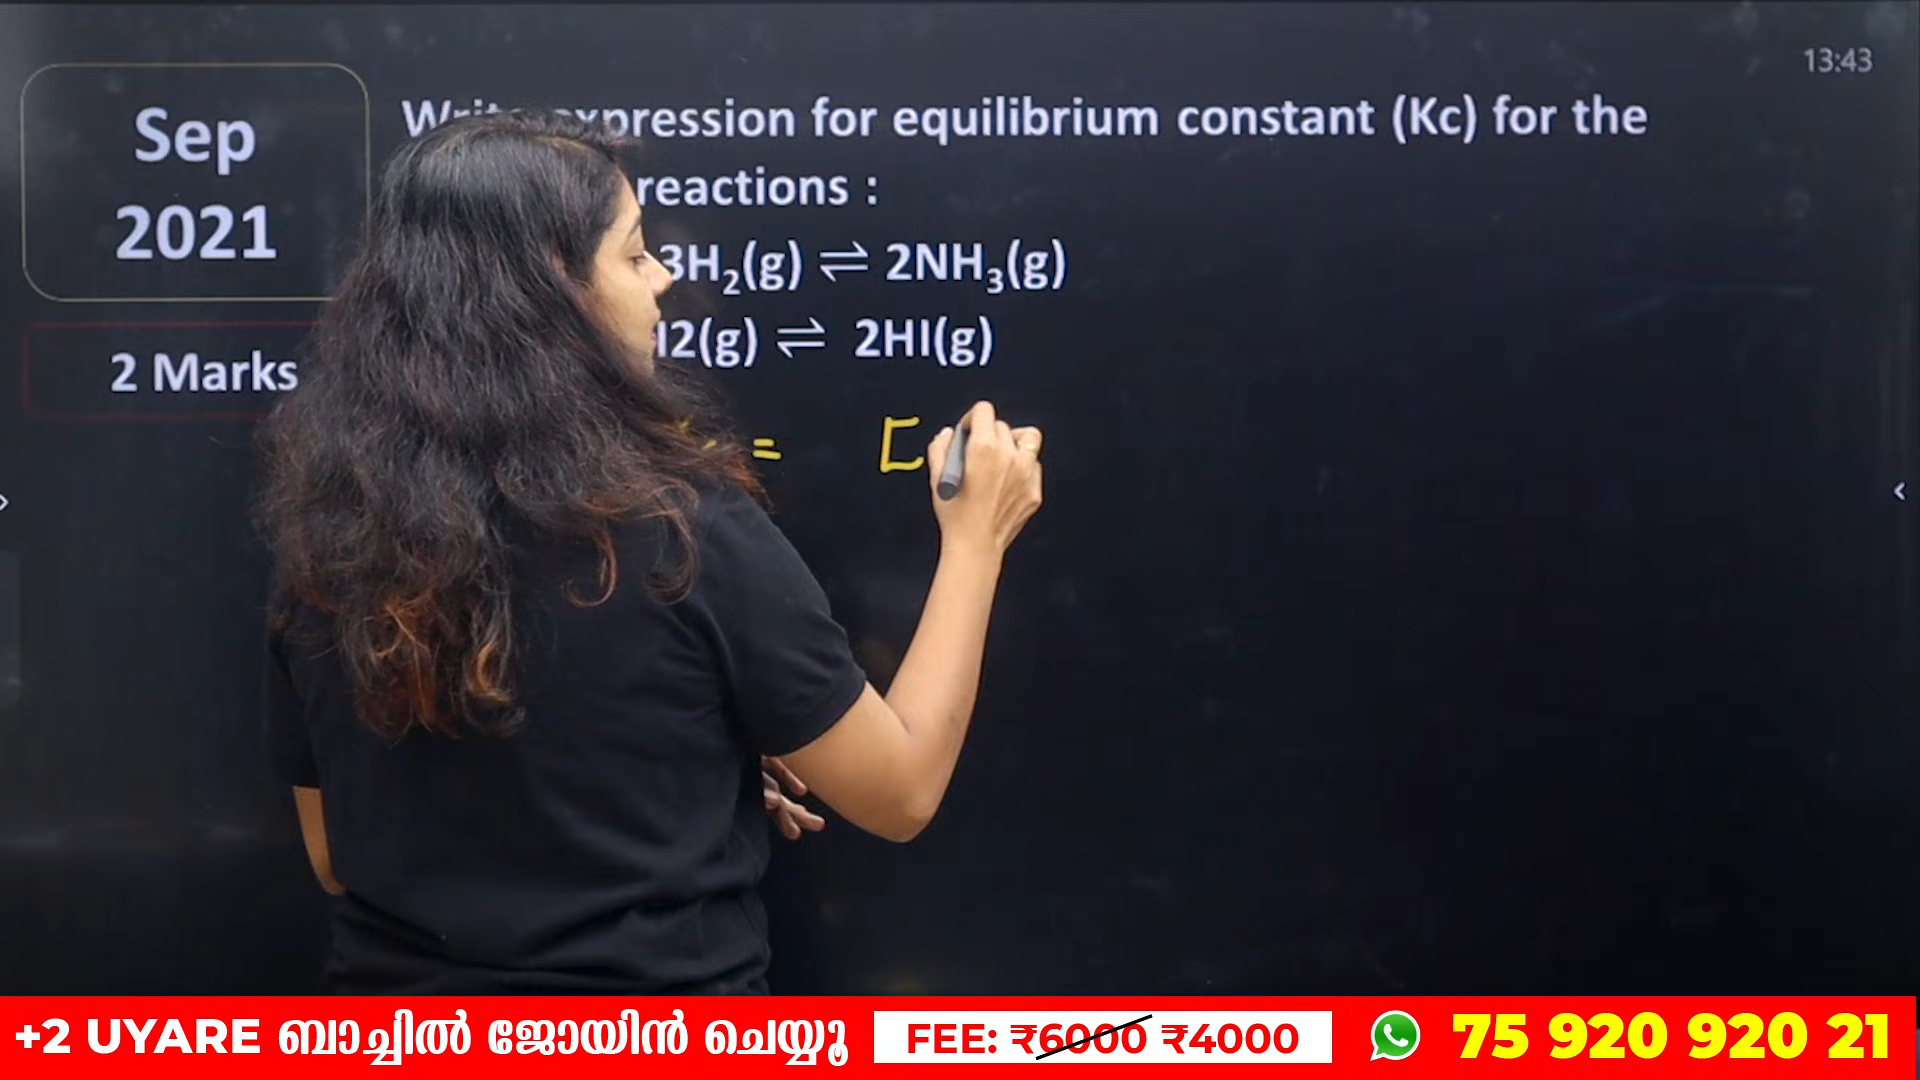 13:43
Sep
2021
2 Marks
expression for equilibrium constant (Kc) for the
reactions :
3H₂(g) ⇌ 2NH₃(g)
I2(g) ⇌ 2HI(g)
= [
+2 UYARE ബാച്ചിൽ ജോയിൻ ചെയ്യൂ
FEE: ₹6000 ₹4000
75 920 920 21